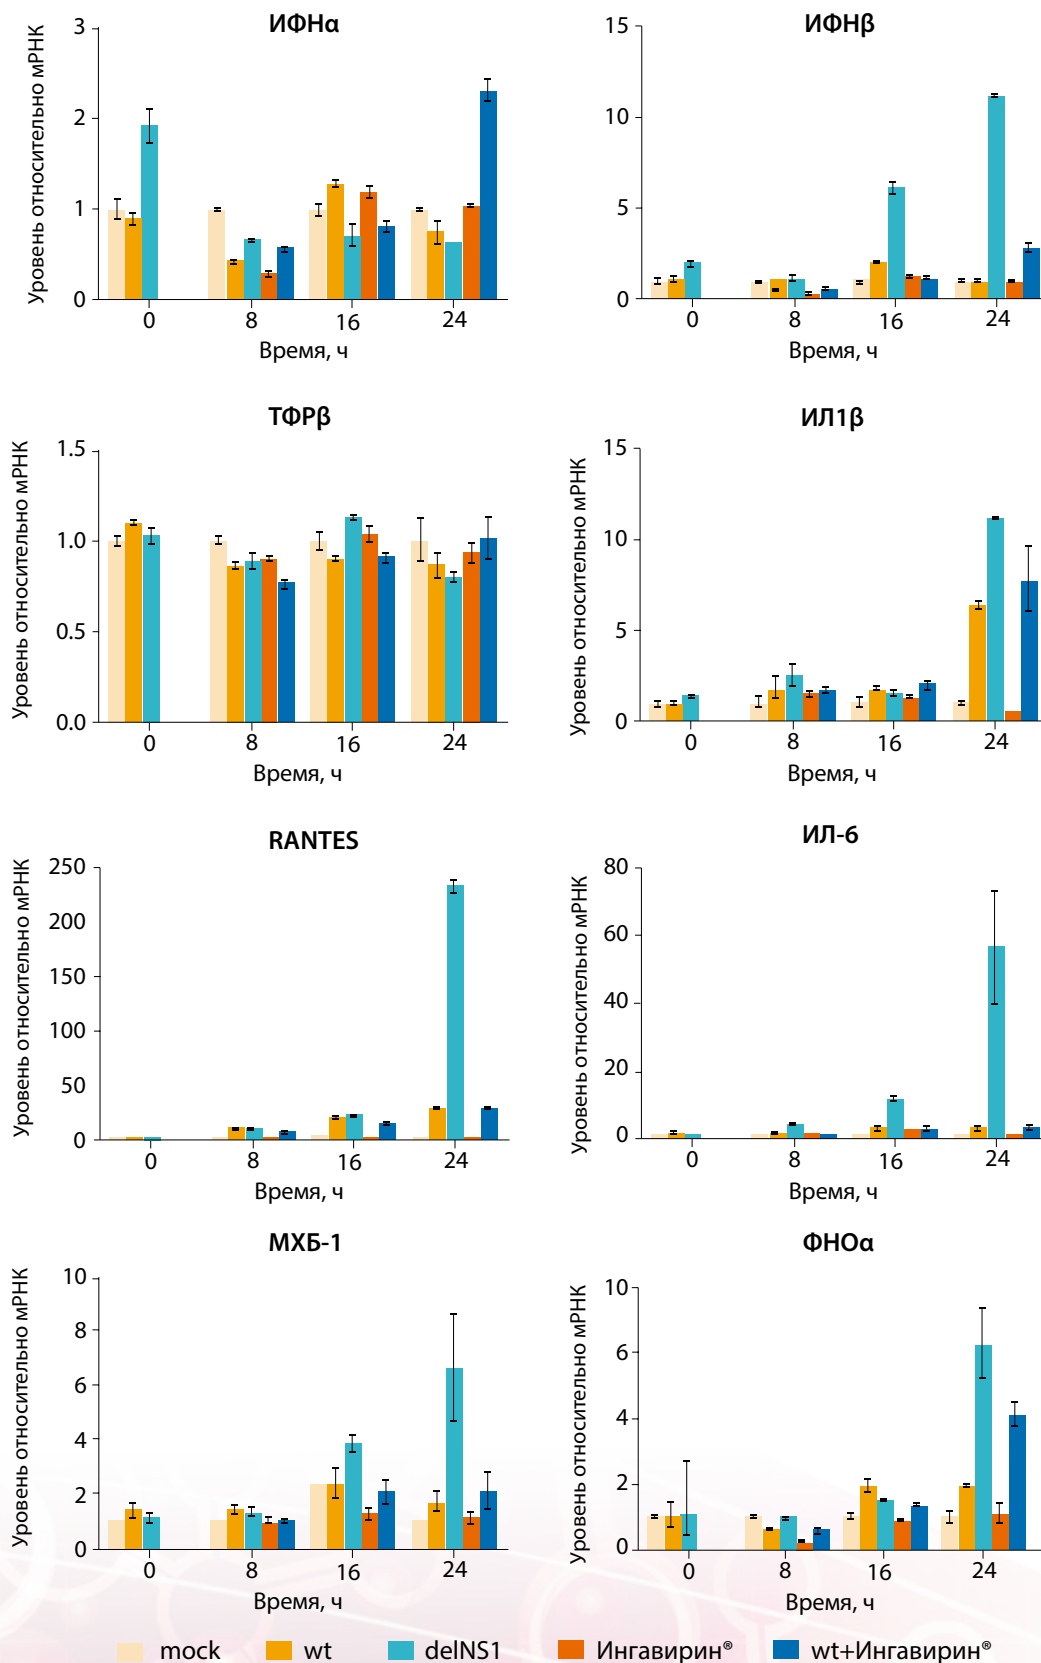 ИФНα
Уровень относительно мРНК
3
2
1
0
0 8 16 24
Время, ч
ИФНβ
15
10
5
0
0 8 16 24
Время, ч
ТФРβ
Уровень относительно мРНК
1.5
1.0
0.5
0.0
0 8 16 24
Время, ч
ИЛ1β
Уровень относительно мРНК
15
10
5
0
0 8 16 24
Время, ч
RANTES
Уровень относительно мРНК
250
200
150
100
50
0
0 8 16 24
Время, ч
ИЛ-6
Уровень относительно мРНК
80
60
40
20
0
0 8 16 24
Время, ч
МХБ-1
Уровень относительно мРНК
10
8
6
4
2
0
0 8 16 24
Время, ч
ФНОα
Уровень относительно мРНК
10
6
4
2
0
0 8 16 24
Время, ч
mock wt delNS1 Ингавирин® wt+Ингавирин®